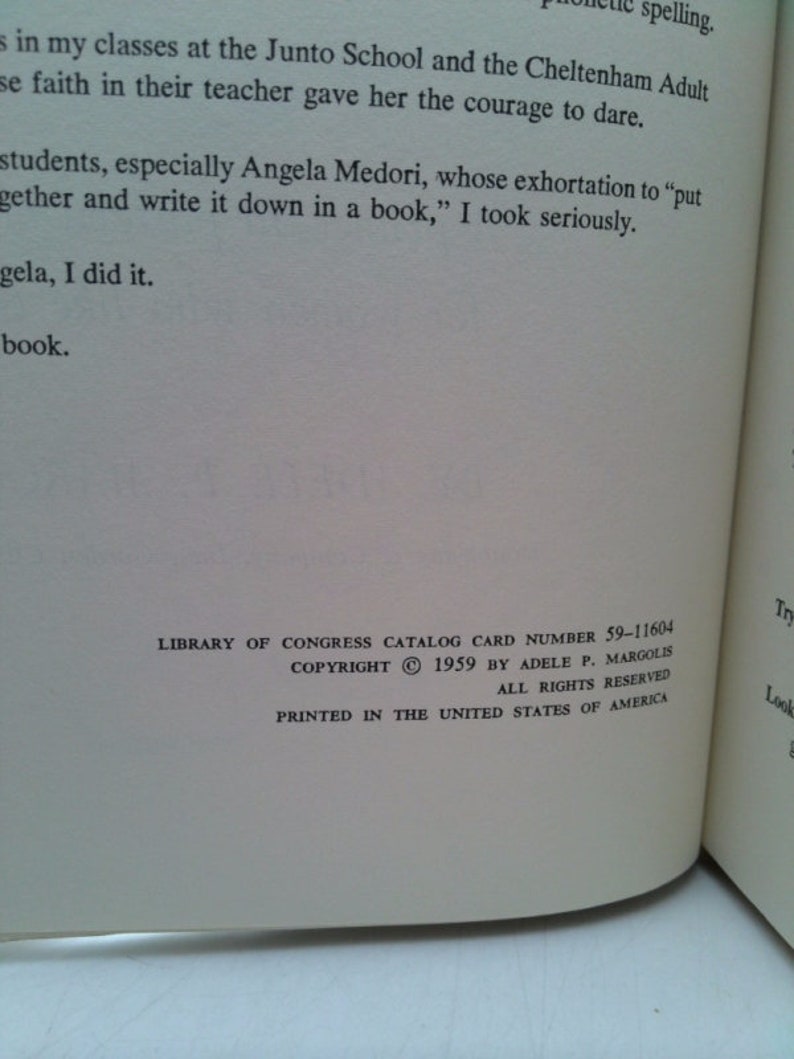 phonetic spelling.
s in my classes at the Junto School and the Cheltenham Adult
se faith in their teacher gave her the courage to dare.
students, especially Angela Medori, whose exhortation to “put
gether and write it down in a book,” I took seriously.
gela, I did it.
book.
LIBRARY OF CONGRESS CATALOG CARD NUMBER 59–11604
COPYRIGHT © 1959 BY ADELE P. MARGOLIS
ALL RIGHTS RESERVED
PRINTED IN THE UNITED STATES OF AMERICA
Try
Look